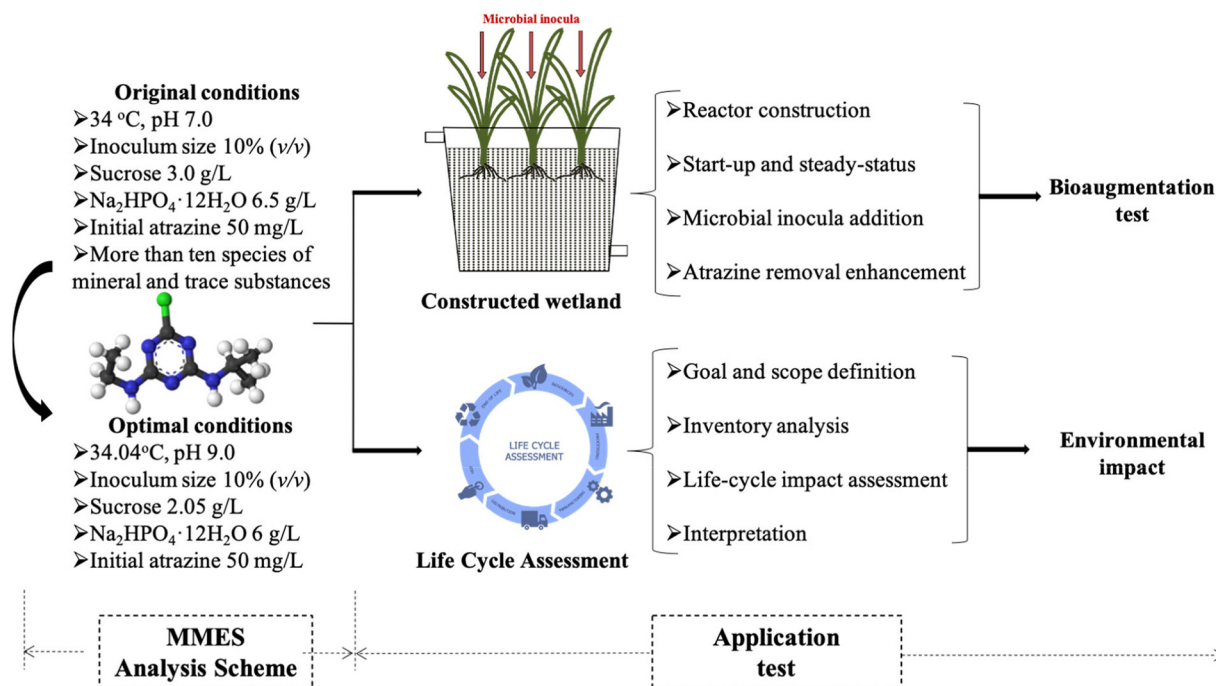 Microbial inocula
Original conditions
➢34 ºC, pH 7.0
➢Inoculum size 10% (v/v)
➢Sucrose 3.0 g/L
➢Na₂HPO₄·12H₂O 6.5 g/L
➢Initial atrazine 50 mg/L
➢More than ten species of
mineral and trace substances
Optimal conditions
➢34.04ºC, pH 9.0
➢Inoculum size 10% (v/v)
➢Sucrose 2.05 g/L
➢Na₂HPO₄·12H₂O 6 g/L
➢Initial atrazine 50 mg/L
Constructed wetland
➢Reactor construction
➢Start-up and steady-status
➢Microbial inocula addition
➢Atrazine removal enhancement
Bioaugmentation
test
LIFE CYCLE
ASSESSMENT
Life Cycle Assessment
➢Goal and scope definition
➢Inventory analysis
➢Life-cycle impact assessment
➢Interpretation
Environmental
impact
MMES
Analysis Scheme
Application
test